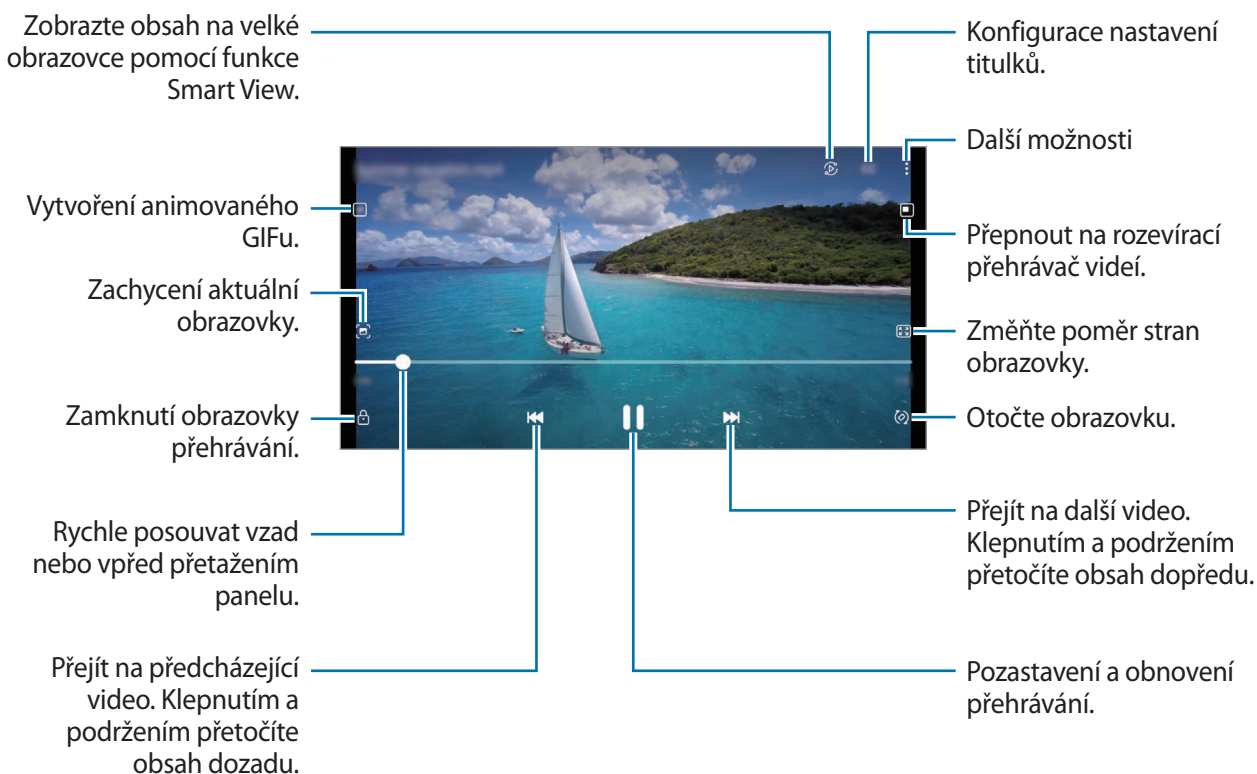 Zobrazte obsah na velké
obrazovce pomocí funkce
Smart View.
Vytvoření animovaného
GIFu.
Zachycení aktuální
obrazovky.
Zamknutí obrazovky
přehrávání.
Rychle posouvat vzad
nebo vpřed přetažením
panelu.
Přejít na předcházející
video. Klepnutím a
podržením přetočíte
obsah dozadu.
Konfigurace nastavení
titulků.
Další možnosti
Přepnout na rozevírací
přehrávač videí.
Změňte poměr stran
obrazovky.
Otočte obrazovku.
Přejít na další video.
Klepnutím a podržením
přetočíte obsah dopředu.
Pozastavení a obnovení
přehrávání.